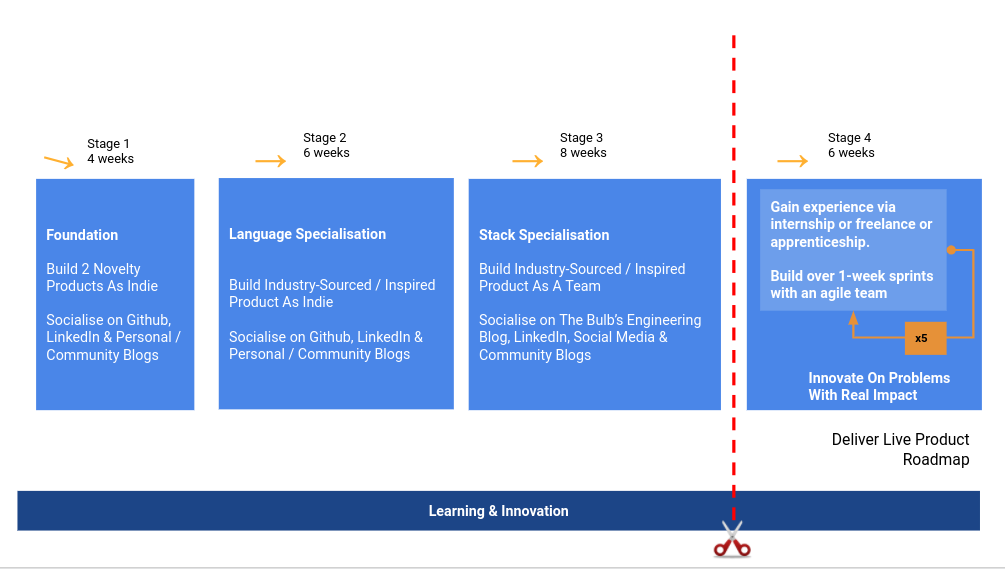 Stage 1
4 weeks
Stage 2
6 weeks
Stage 3
8 weeks
Stage 4
6 weeks
Foundation
Build 2 Novelty
Products As Indie
Socialise on Github,
LinkedIn & Personal /
Community Blogs
Language Specialisation
Build Industry-Sourced / Inspired
Product As Indie
Socialise on Github, LinkedIn &
Personal / Community Blogs
Stack Specialisation
Build Industry-Sourced / Inspired
Product As A Team
Socialise on The Bulb's Engineering
Blog, LinkedIn, Social Media &
Community Blogs
Gain experience via
internship or freelance or
apprenticeship.
Build over 1-week sprints
with an agile team
x5
Innovate On Problems
With Real Impact
Deliver Live Product
Roadmap
Learning & Innovation